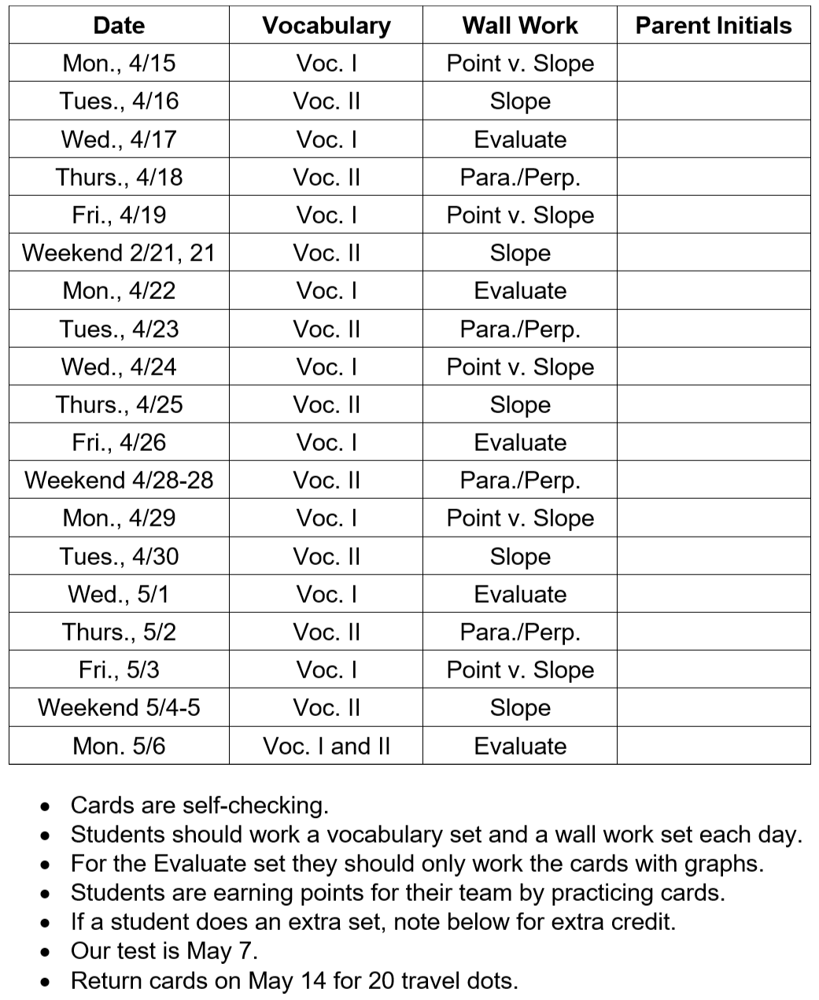 Date Vocabulary Wall Work Parent Initials
Mon., 4/15 Voc. I Point v. Slope
Tues., 4/16 Voc. II Slope
Wed., 4/17 Voc. I Evaluate
Thurs., 4/18 Voc. II Para./Perp.
Fri., 4/19 Voc. I Point v. Slope
Weekend 2/21, 21 Voc. II Slope
Mon., 4/22 Voc. I Evaluate
Tues., 4/23 Voc. II Para./Perp.
Wed., 4/24 Voc. I Point v. Slope
Thurs., 4/25 Voc. II Slope
Fri., 4/26 Voc. I Evaluate
Weekend 4/28-28 Voc. II Para./Perp.
Mon., 4/29 Voc. I Point v. Slope
Tues., 4/30 Voc. II Slope
Wed., 5/1 Voc. I Evaluate
Thurs., 5/2 Voc. II Para./Perp.
Fri., 5/3 Voc. I Point v. Slope
Weekend 5/4-5 Voc. II Slope
Mon. 5/6 Voc. I and II Evaluate
• Cards are self-checking.
• Students should work a vocabulary set and a wall work set each day.
• For the Evaluate set they should only work the cards with graphs.
• Students are earning points for their team by practicing cards.
• If a student does an extra set, note below for extra credit.
• Our test is May 7.
• Return cards on May 14 for 20 travel dots.